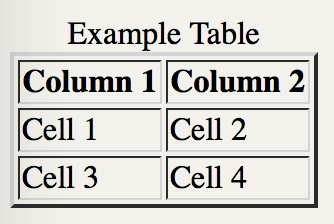 Example Table
Column 1 Column 2
Cell 1 Cell 2
Cell 3 Cell 4